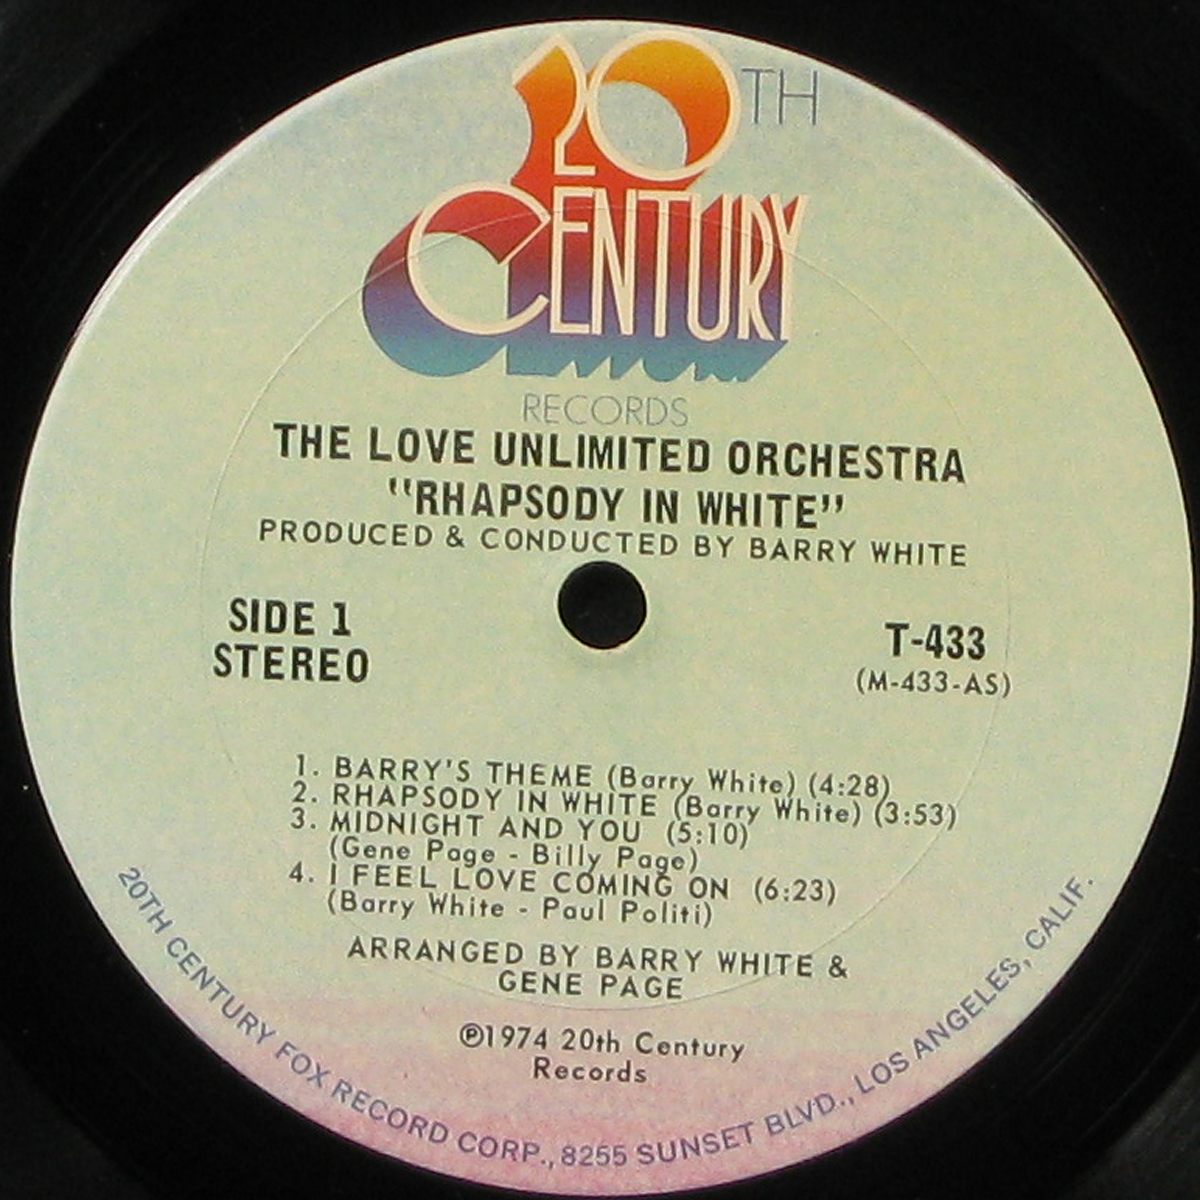 20TH
CENTURY
RECORDS
THE LOVE UNLIMITED ORCHESTRA
"RHAPSODY IN WHITE"
PRODUCED & CONDUCTED BY BARRY WHITE
SIDE 1
STEREO
T-433
(M-433-AS)
1. BARRY'S THEME (Barry White) (4:28)
2. RHAPSODY IN WHITE (Barry White) (3:53)
3. MIDNIGHT AND YOU (5:10)
(Gene Page - Billy Page)
4. I FEEL LOVE COMING ON (6:23)
(Barry White - Paul Politi)
ARRANGED BY BARRY WHITE &
GENE PAGE
℗1974 20th Century
Records
20TH CENTURY FOX RECORD CORP., 8255 SUNSET BLVD., LOS ANGELES, CALIF.